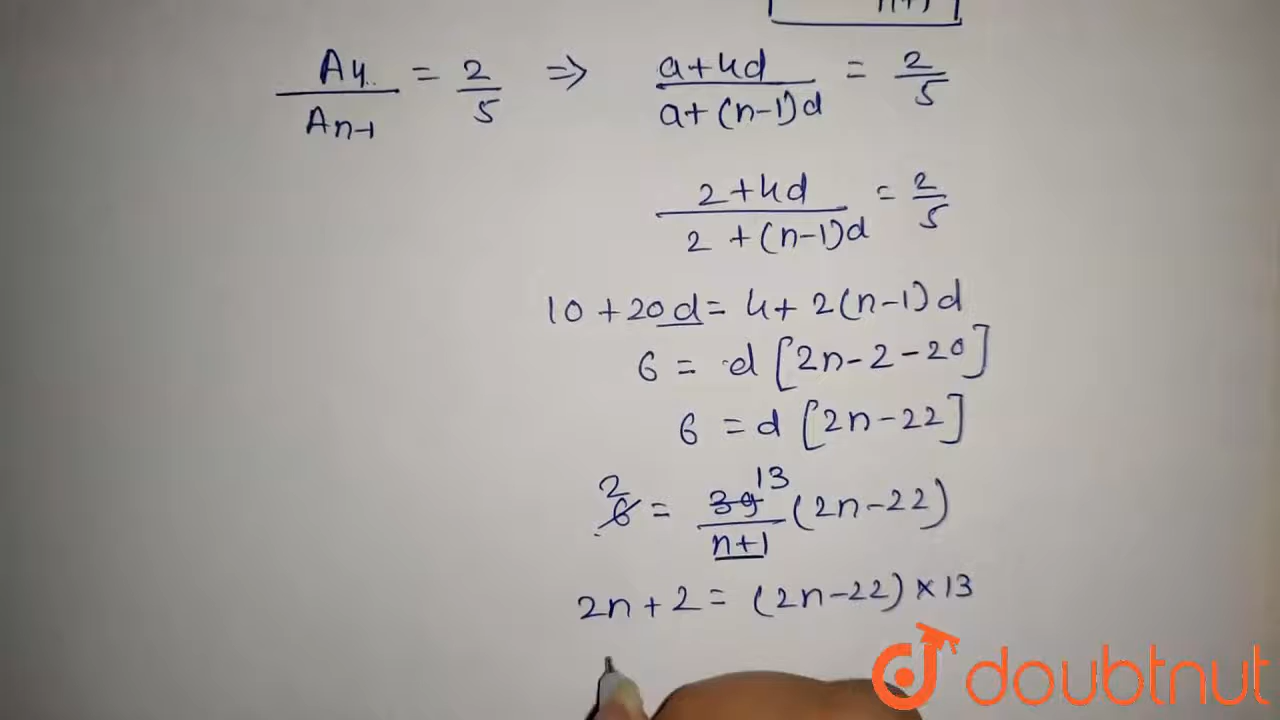 n+1
A4/An-1 = 2/5 ⇒ a+4d/a+(n-1)d = 2/5
2+4d/2+(n-1)d = 2/5
10+20d = 4+2(n-1)d
6 = d[2n-2-20]
6 = d[2n-22]
2
6 = 39 13/n+1 (2n-22)
2n+2 = (2n-22)×13
doubtnut